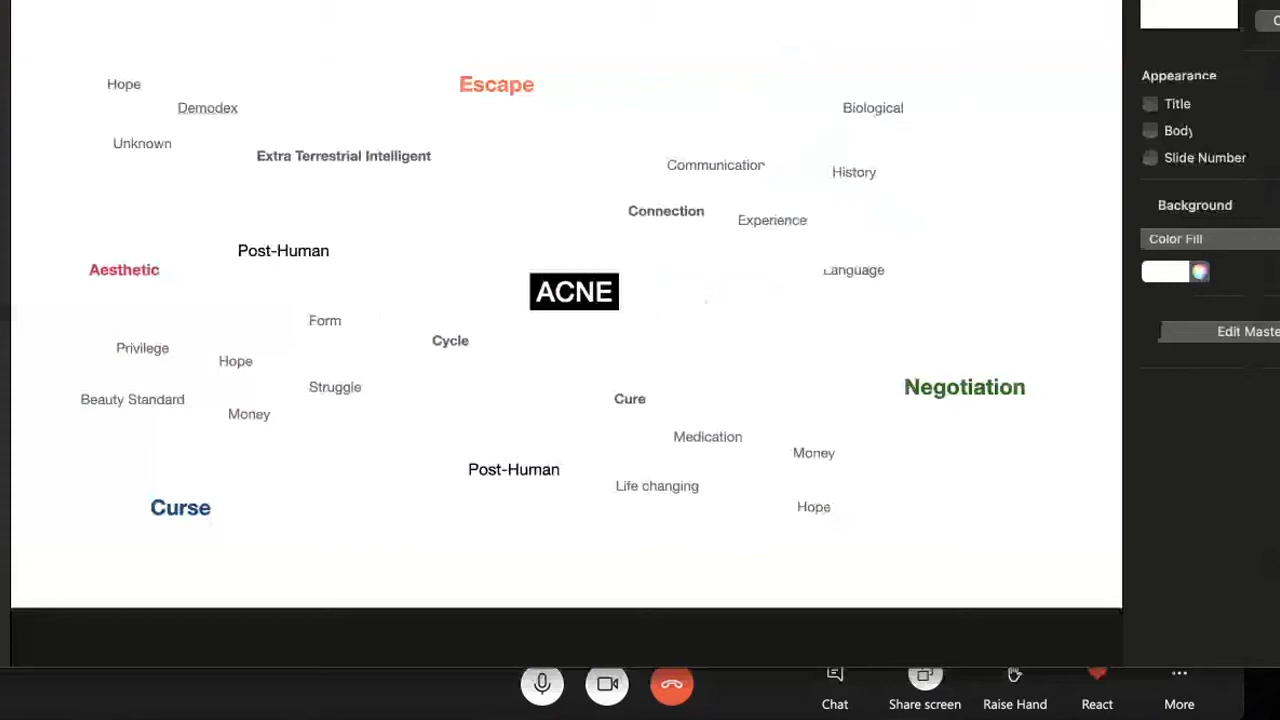 Hope
Escape
Demodex
Biological
Unknown
Extra Terrestrial Intelligent
Communication
History
Connection
Experience
Post-Human
Aesthetic
Language
ACNE
Form
Cycle
Privilege
Hope
Struggle
Negotiation
Beauty Standard
Money
Cure
Medication
Money
Post-Human
Life changing
Curse
Hope
Appearance
Title
Body
Slide Number
Background
Color Fill
Edit Maste
Chat
Share screen
Raise Hand
React
More